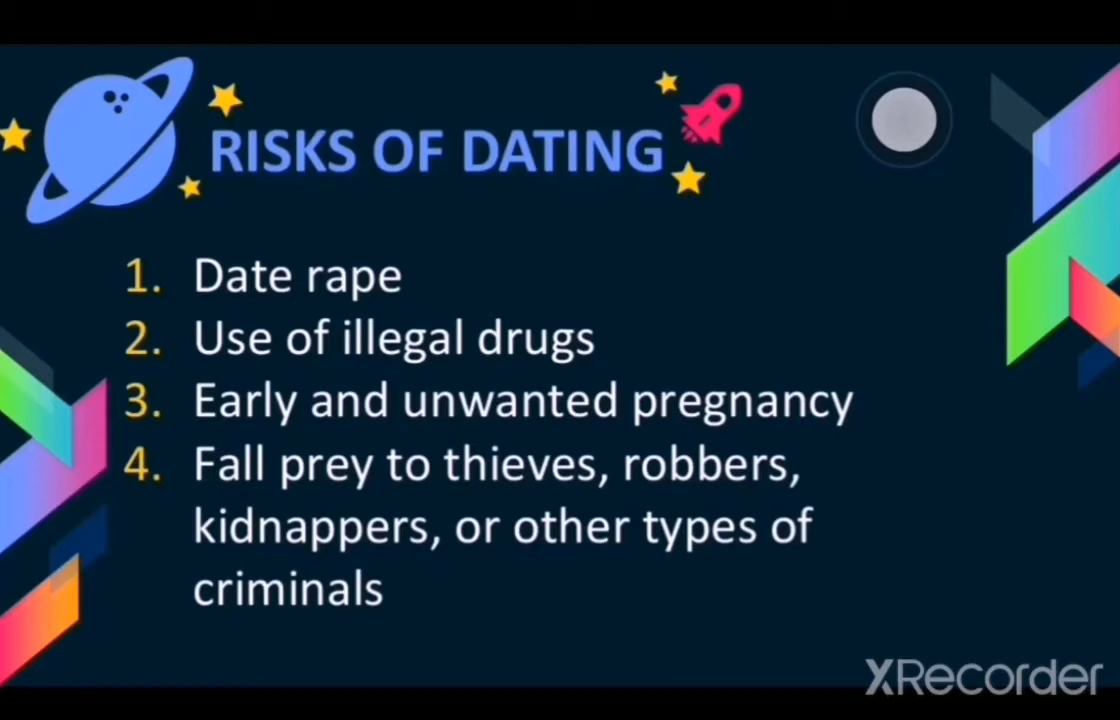 RISKS OF DATING
1. Date rape
2. Use of illegal drugs
3. Early and unwanted pregnancy
4. Fall prey to thieves, robbers,
kidnappers, or other types of
criminals
XRecorder